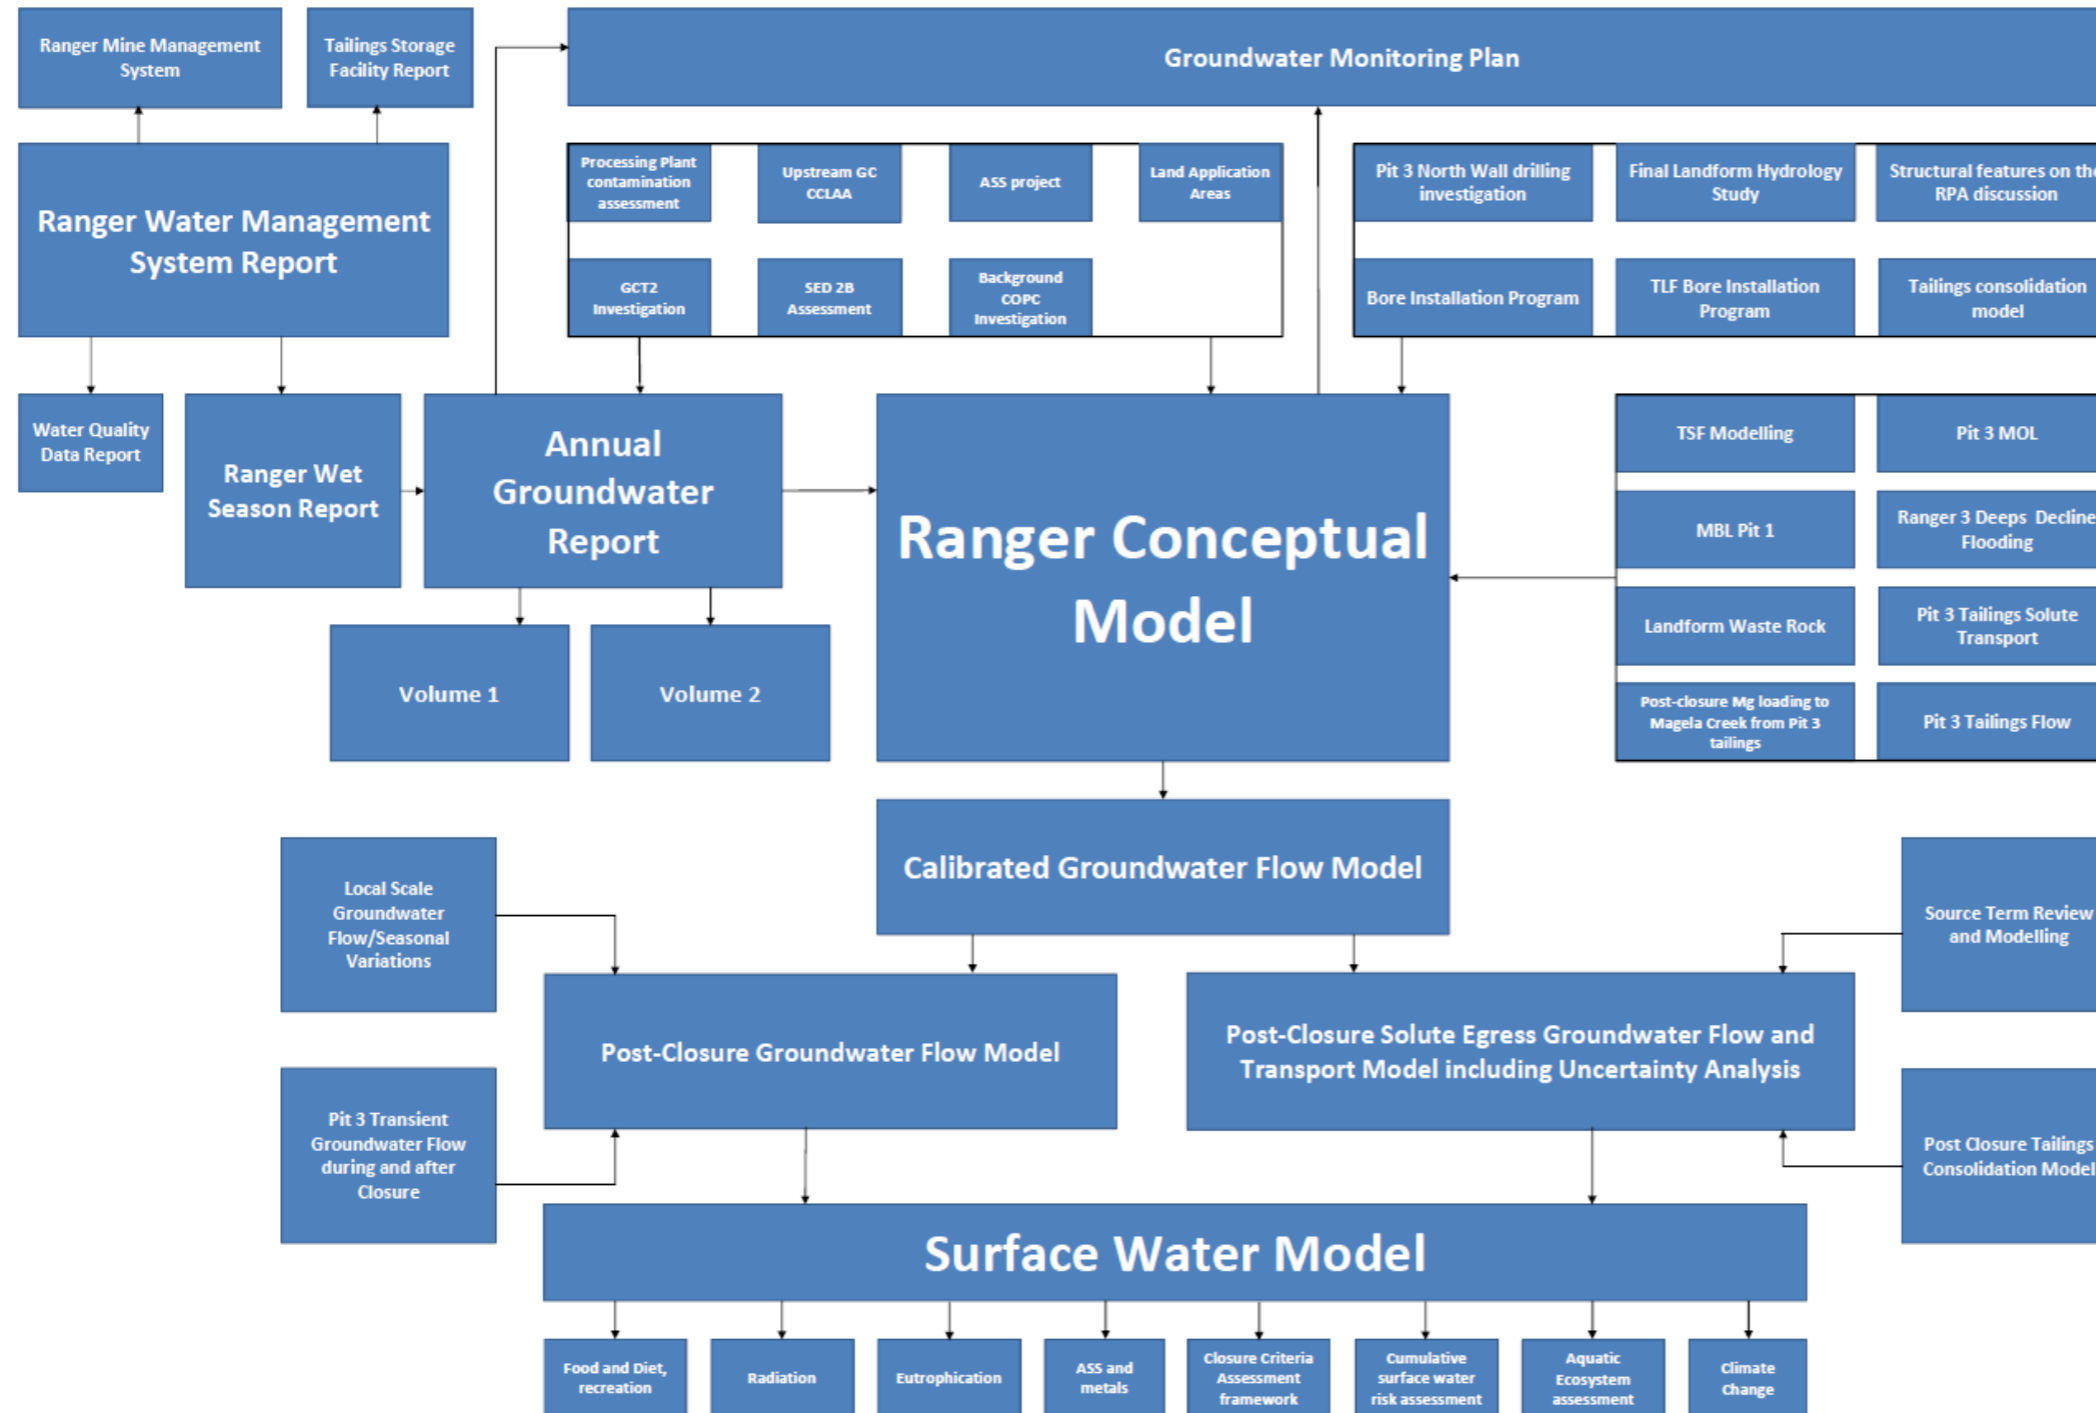 Ranger Mine Management
System
Tailings Storage
Facility Report
Groundwater Monitoring Plan
Ranger Water Management
System Report
Processing Plant
contamination
assessment
Upstream GC
CCLAA
ASS project
Land Application
Areas
GCT2
Investigation
SED 2B
Assessment
Background
COPC
Investigation
Pit 3 North Wall drilling
investigation
Final Landform Hydrology
Study
Structural features on the
RPA discussion
Bore Installation Program
TLF Bore Installation
Program
Tailings consolidation
model
Water Quality
Data Report
Ranger Wet
Season Report
Annual
Groundwater
Report
Ranger Conceptual
Model
TSF Modelling
Pit 3 MOL
MBL Pit 1
Ranger 3 Deeps Decline
Flooding
Landform Waste Rock
Pit 3 Tailings Solute
Transport
Post-closure Mg loading to
Magela Creek from Pit 3
tailings
Pit 3 Tailings Flow
Volume 1
Volume 2
Calibrated Groundwater Flow Model
Local Scale
Groundwater
Flow/Seasonal
Variations
Source Term Review
and Modelling
Post-Closure Groundwater Flow Model
Post-Closure Solute Egress Groundwater Flow and
Transport Model including Uncertainty Analysis
Pit 3 Transient
Groundwater Flow
during and after
Closure
Post Closure Tailings
Consolidation Model
Surface Water Model
Food and Diet,
recreation
Radiation
Eutrophication
ASS and
metals
Closure Criteria
Assessment
framework
Cumulative
surface water
risk assessment
Aquatic
Ecosystem
assessment
Climate
Change